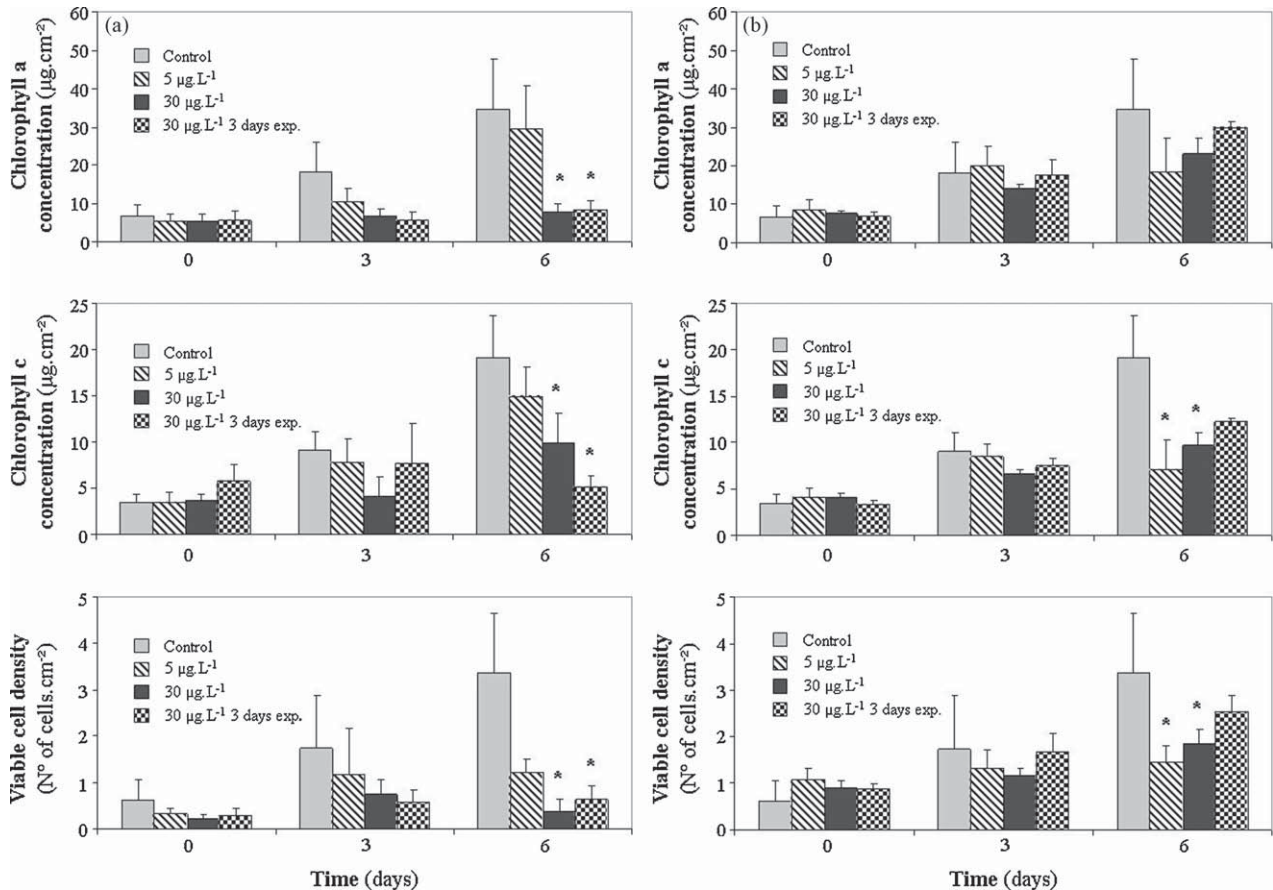 (a)
Chlorophyll a
concentration (µg.cm⁻²)
60
50
40
30
20
10
0
Control
5 µg.L⁻¹
30 µg.L⁻¹
30 µg.L⁻¹ 3 days exp.
* *
0 3 6
(b)
Chlorophyll a
concentration (µg.cm⁻²)
60
50
40
30
20
10
0
Control
5 µg.L⁻¹
30 µg.L⁻¹
30 µg.L⁻¹ 3 days exp.
0 3 6
Chlorophyll c
concentration (µg.cm⁻²)
25
20
15
10
5
0
Control
5 µg.L⁻¹
30 µg.L⁻¹
30 µg.L⁻¹ 3 days exp.
*
*
0 3 6
Chlorophyll c
concentration (µg.cm⁻²)
25
20
15
10
5
0
Control
5 µg.L⁻¹
30 µg.L⁻¹
30 µg.L⁻¹ 3 days exp.
* *
0 3 6
Viable cell density
(N° of cells.cm⁻²)
5
4
3
2
1
0
Control
5 µg.L⁻¹
30 µg.L⁻¹
30 µg.L⁻¹ 3 days exp.
* *
0 3 6
Time (days)
Viable cell density
(N° of cells.cm⁻²)
5
4
3
2
1
0
Control
5 µg.L⁻¹
30 µg.L⁻¹
30 µg.L⁻¹ 3 days exp.
* *
0 3 6
Time (days)